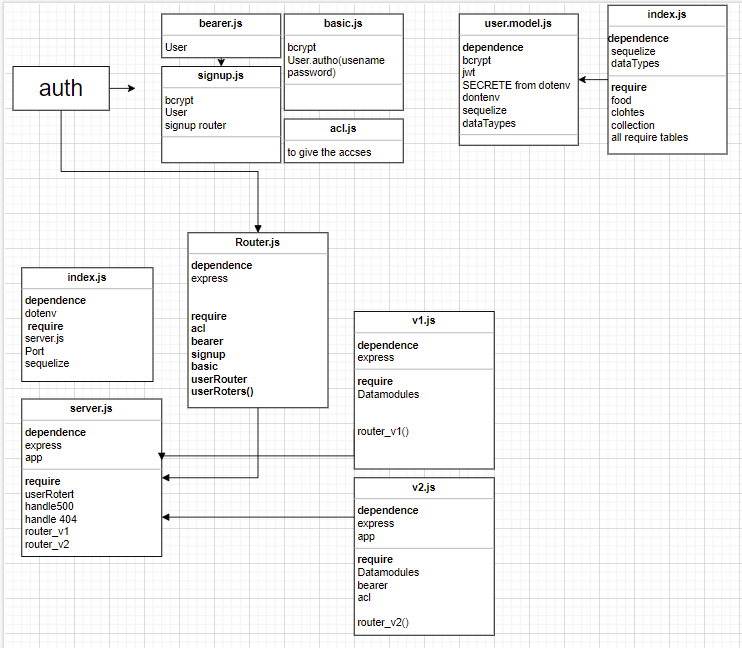 auth
bearer.js
User
signup.js
bcrypt
User
signup router
basic.js
bcrypt
User.autho(usename
password)
acl.js
to give the accses
user.model.js
dependence
bcrypt
jwt
SECRETE from dotenv
dontenv
sequelize
dataTaypes
index.js
dependence
sequelize
dataTypes
require
food
clohtes
collection
all require tables
Router.js
dependence
express
require
acl
bearer
signup
basic
userRouter
userRoters()
index.js
dependence
dotenv
require
server.js
Port
sequelize
server.js
dependence
express
app
require
userRotert
handle500
handle 404
router_v1
router_v2
v1.js
dependence
express
require
Datamodules
router_v1()
v2.js
dependence
express
app
require
Datamodules
bearer
acl
router_v2()